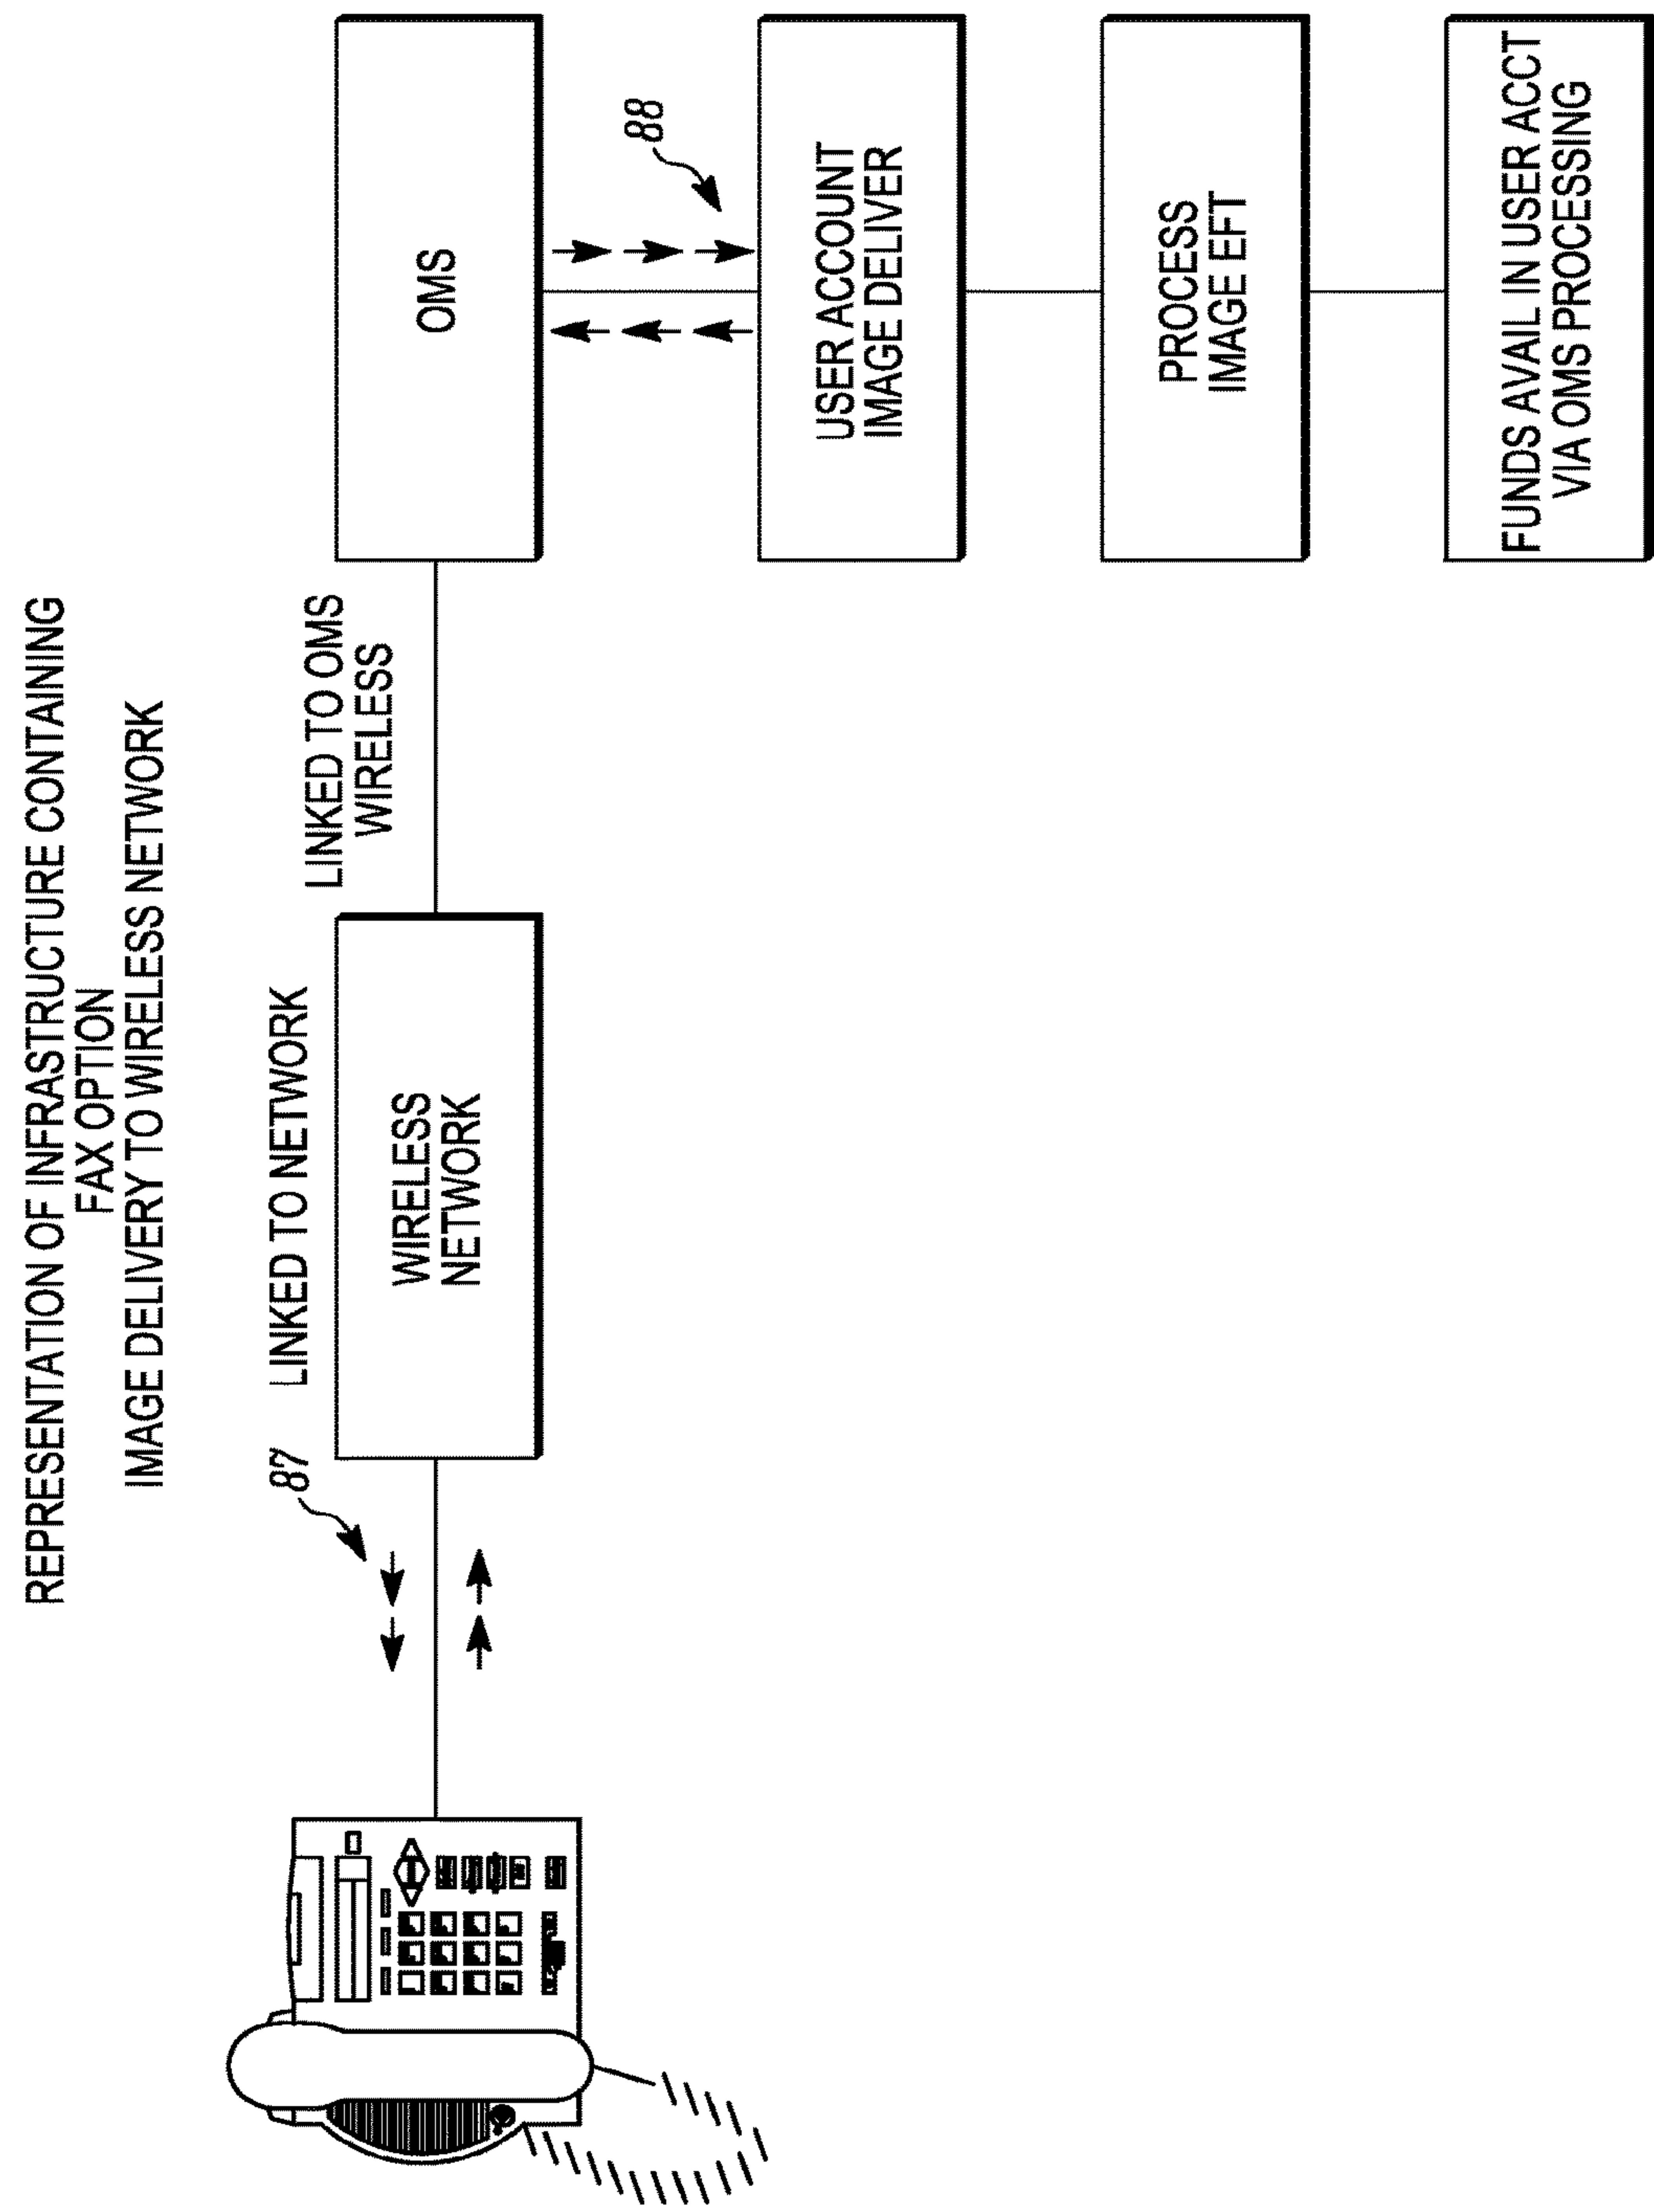 REPRESENTATION OF INFRASTRUCTURE CONTAINING
FAX OPTION
IMAGE DELIVERY TO WIRELESS NETWORK
87
LINKED TO NETWORK
WIRELESS
NETWORK
LINKED TO OMS
WIRELESS
OMS
88
USER ACCOUNT
IMAGE DELIVER
PROCESS
IMAGE EFT
FUNDS AVAIL IN USER ACCT
VIA OMS PROCESSING